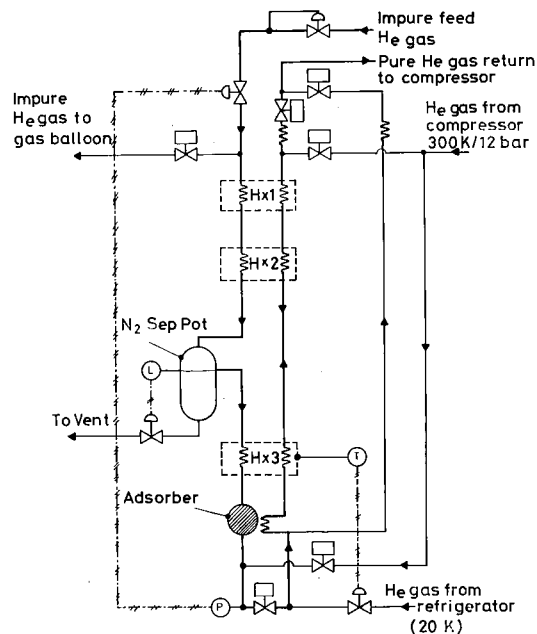 Impure feed
He gas
Pure He gas return
to compressor
Impure
He gas to
gas balloon
He gas from
compressor
300K/12 bar
Hx1
Hx2
N2 Sep Pot
L
To Vent
Hx3
T
Adsorber
P
He gas from
refrigerator
(20 K)